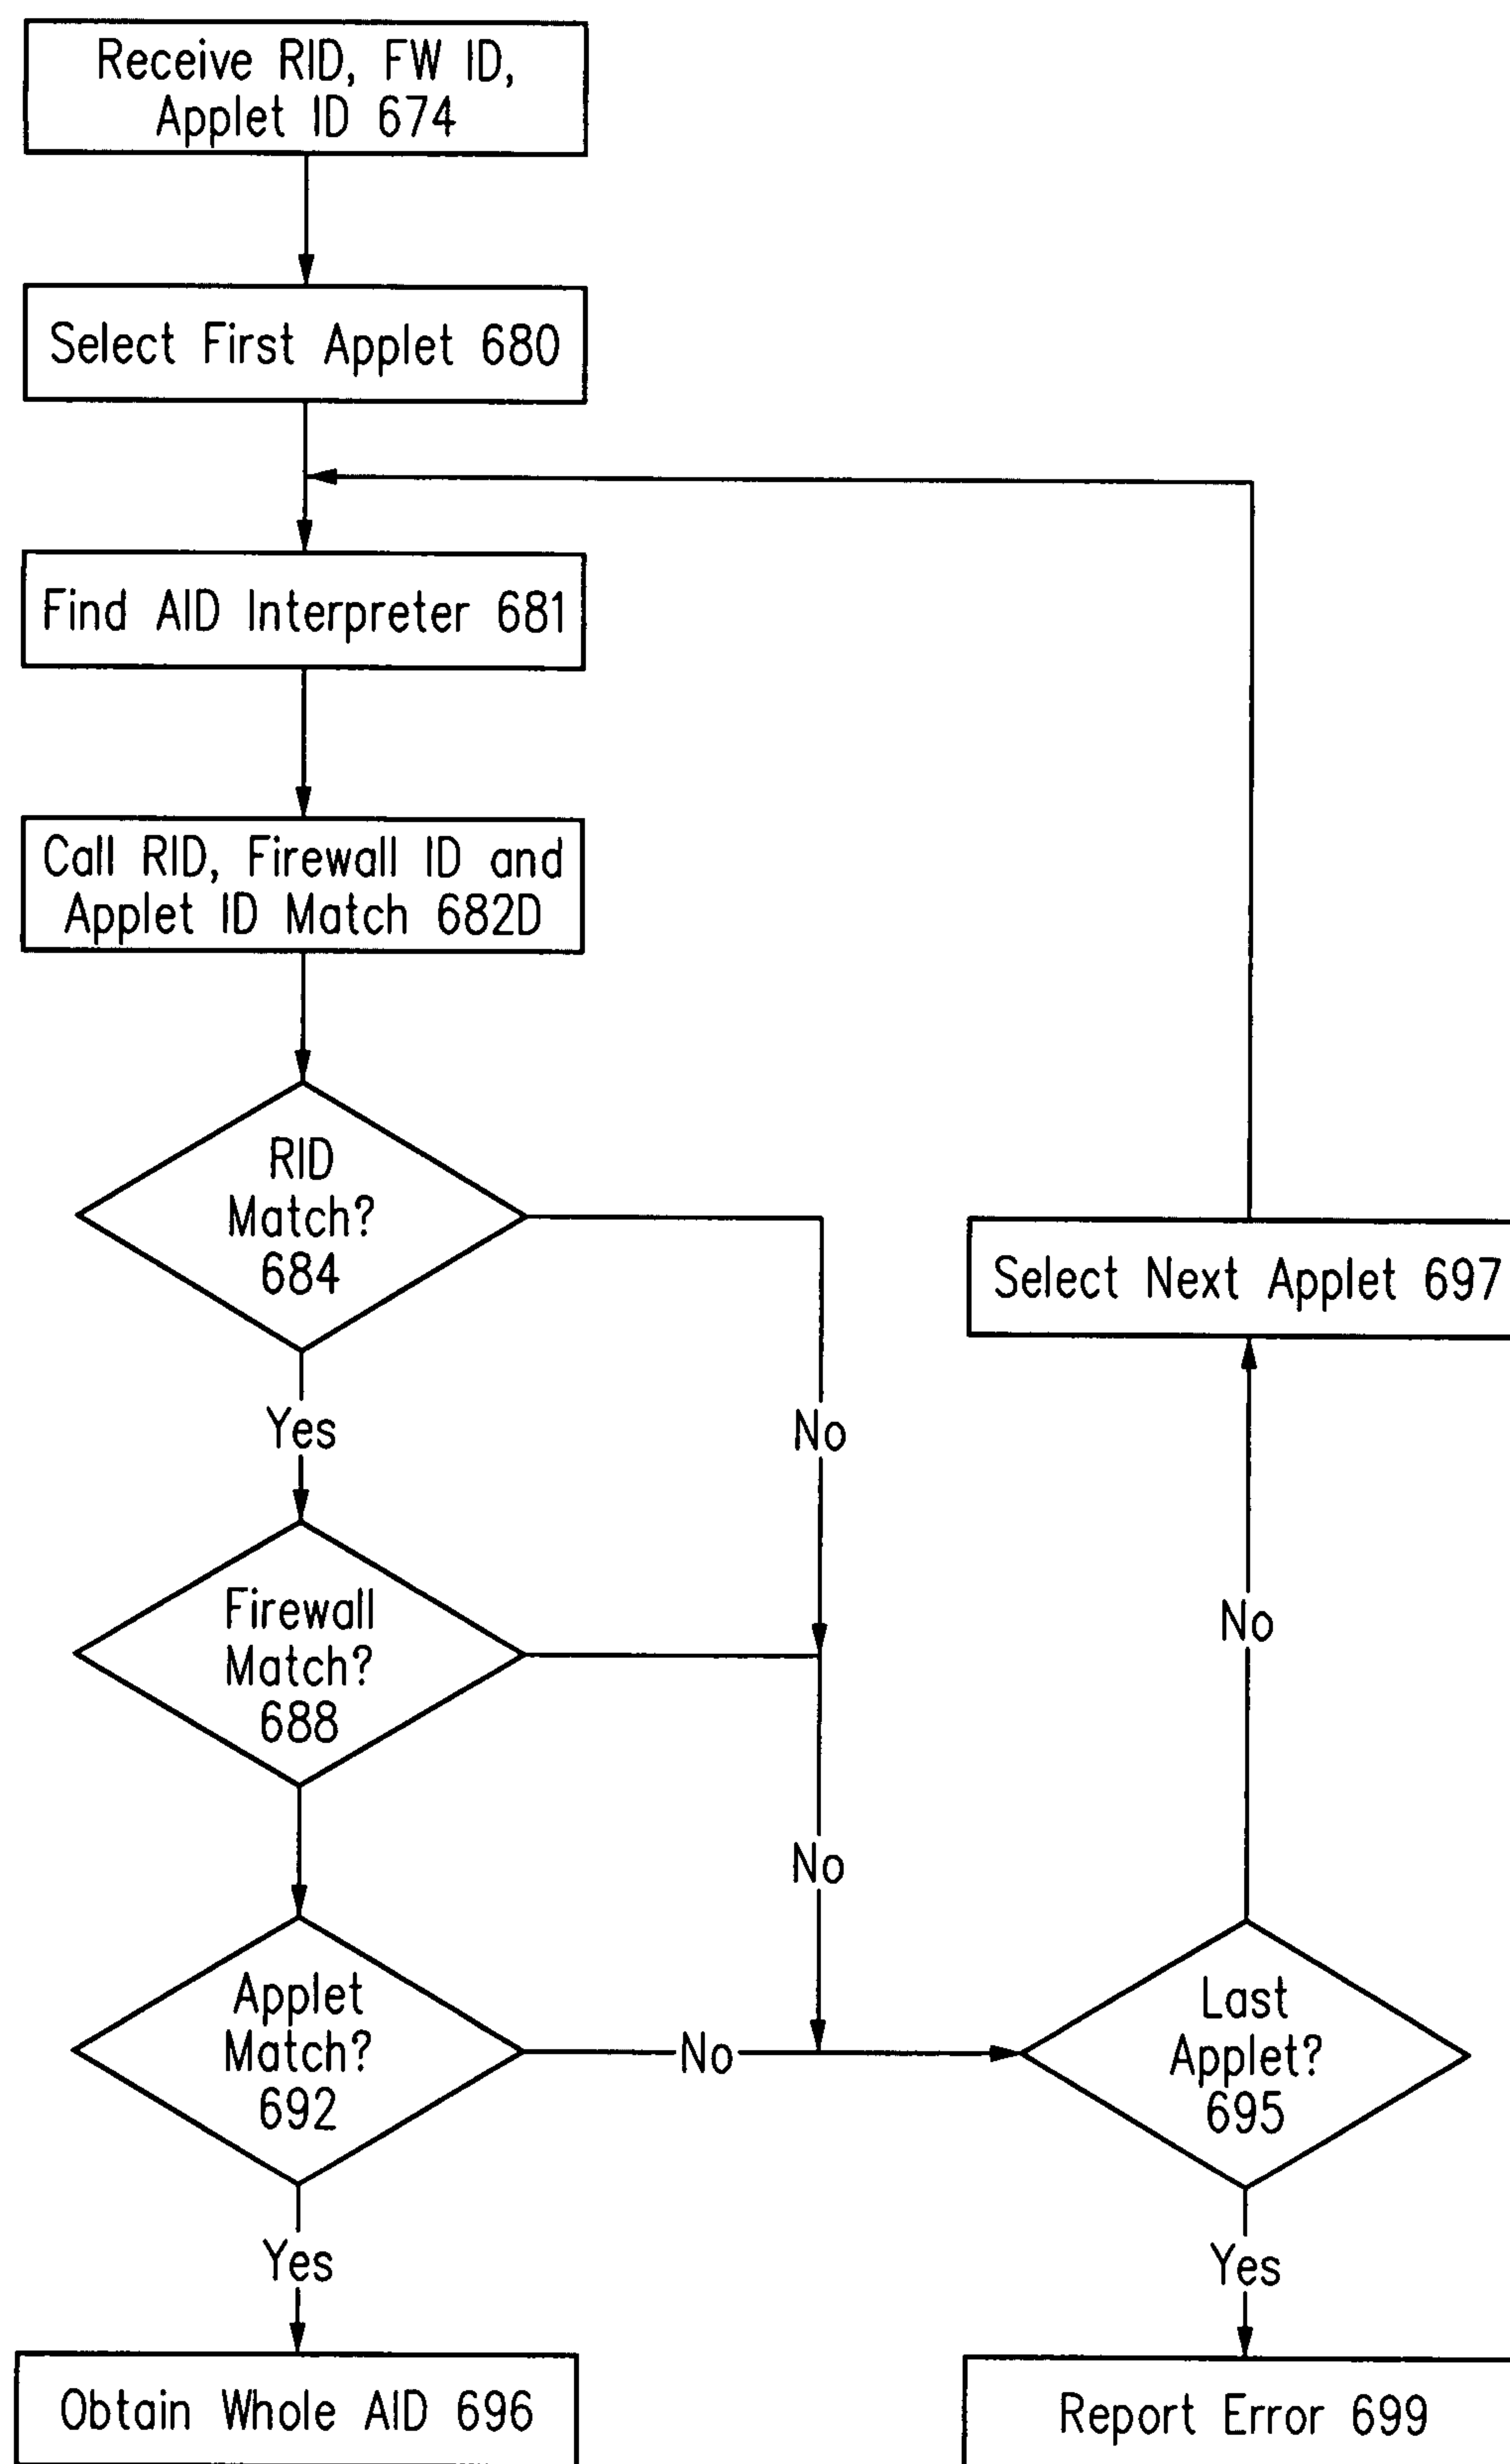 Receive RID, FW ID,
Applet ID 674
Select First Applet 680
Find AID Interpreter 681
Call RID, Firewall ID and
Applet ID Match 682D
RID
Match?
684
No
Yes
Select Next Applet 697
Firewall
Match?
688
No
No
Applet
Match?
692
No
Last
Applet?
695
Yes
Yes
Obtain Whole AID 696
Report Error 699